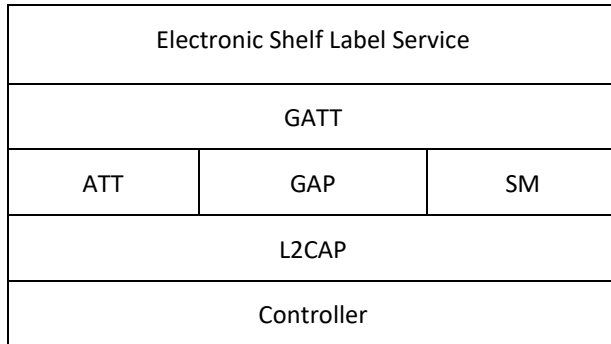 Electronic Shelf Label Service
GATT
ATT GAP SM
L2CAP
Controller